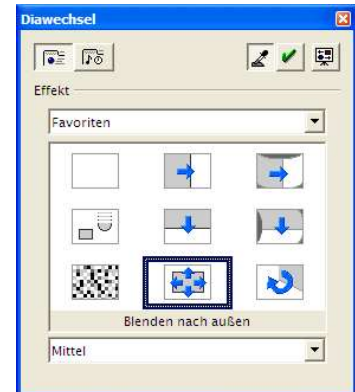 Diawechsel
Effekt
Favoriten
Blenden nach außen
Mittel